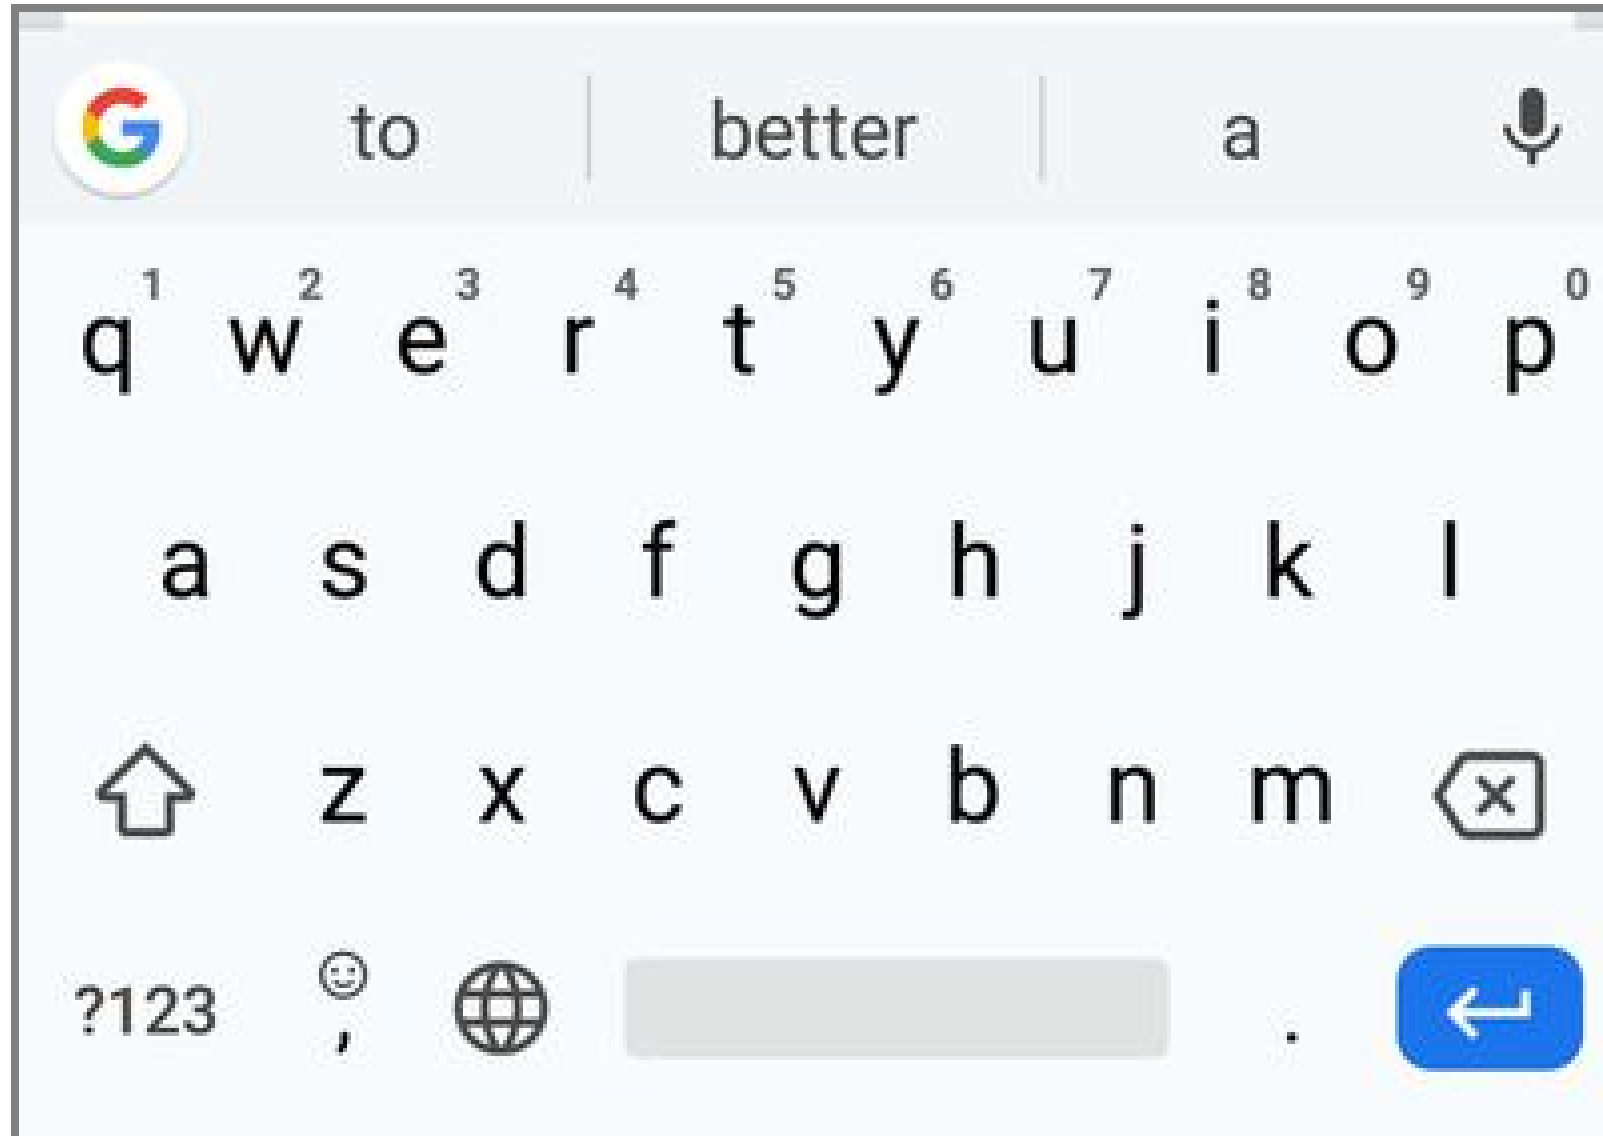 G to better a
1 2 3 4 5 6 7 8 9 0
q w e r t y u i o p
a s d f g h j k l
z x c v b n m
?123 , .